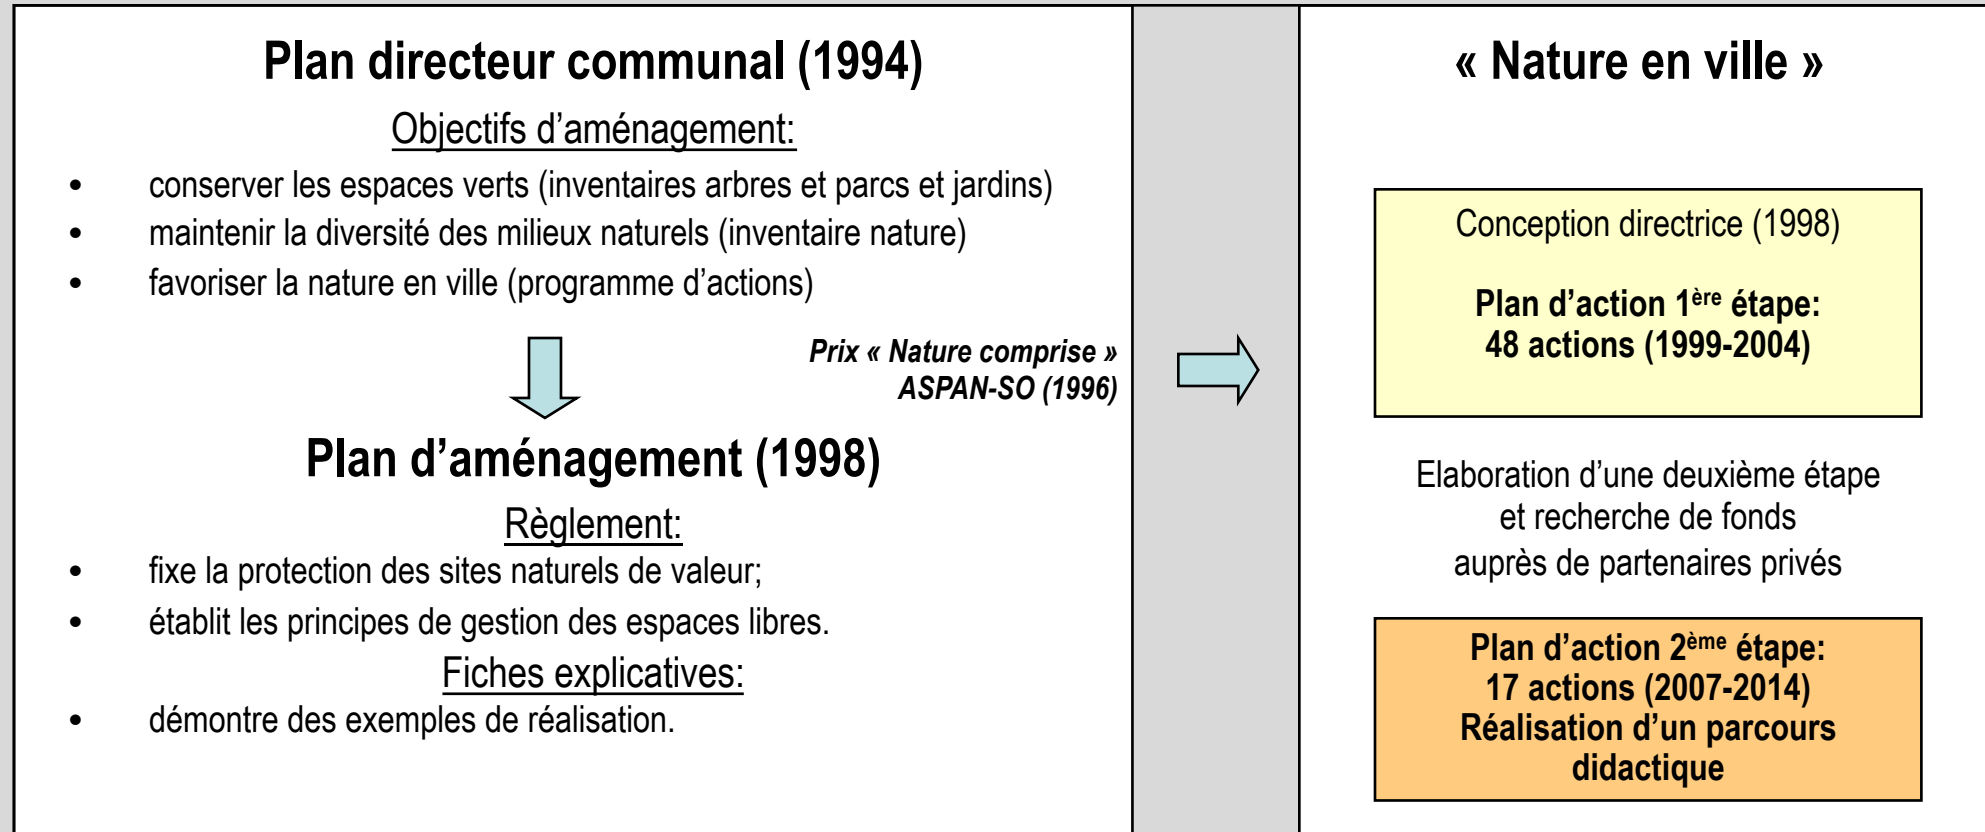 Plan directeur communal (1994)
Objectifs d’aménagement:
• conserver les espaces verts (inventaires arbres et parcs et jardins)
• maintenir la diversité des milieux naturels (inventaire nature)
• favoriser la nature en ville (programme d’actions)
Prix « Nature comprise »
ASPAN-SO (1996)
Plan d’aménagement (1998)
Règlement:
• fixe la protection des sites naturels de valeur;
• établit les principes de gestion des espaces libres.
Fiches explicatives:
• démontre des exemples de réalisation.
« Nature en ville »
Conception directrice (1998)
Plan d’action 1ère étape:
48 actions (1999-2004)
Elaboration d’une deuxième étape
et recherche de fonds
auprès de partenaires privés
Plan d’action 2ème étape:
17 actions (2007-2014)
Réalisation d’un parcours
didactique